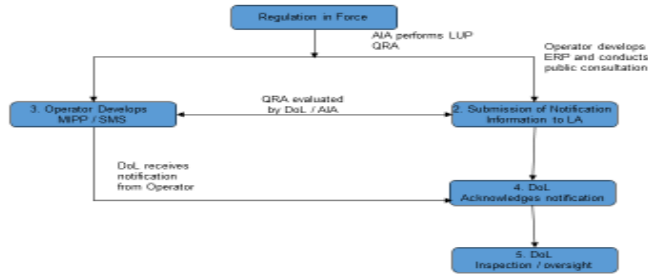 Regulation in Force
AIA performs LUP
QRA
Operator develops
ERP and conducts
public consultation
3. Operator Develops
MIPP / SMS
QRA evaluated
by DoL / AIA
2. Submission of Notification
Information to LA
DoL receives
notification
from Operator
4. DoL
Acknowledges notification
5. DoL
Inspection / oversight